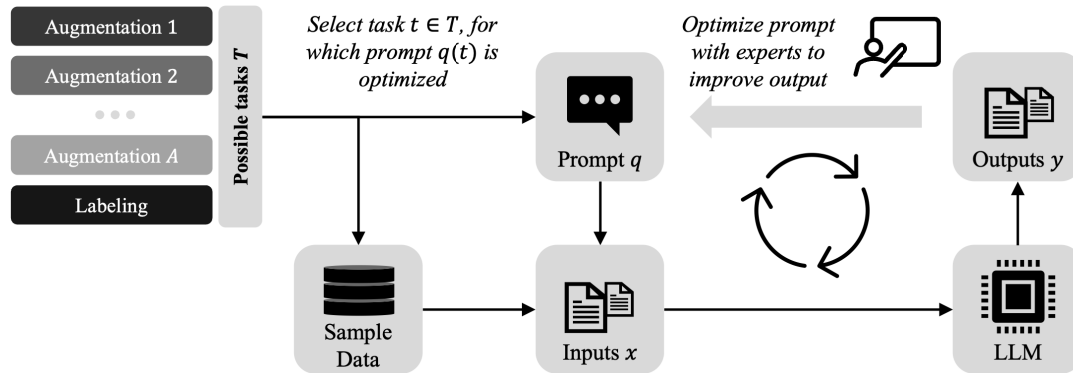 Augmentation 1
Augmentation 2
Augmentation A
Labeling
Possible tasks T
Select task t ∈ T, for
which prompt q(t) is
optimized
Prompt q
Optimize prompt
with experts to
improve output
Outputs y
Sample
Data
Inputs x
LLM